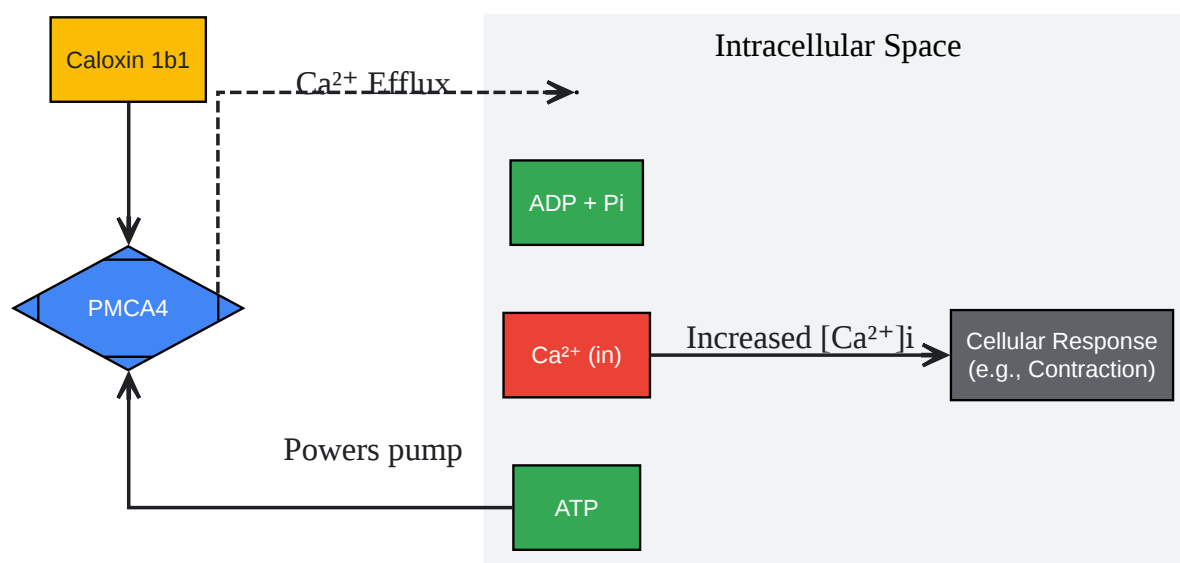 Caloxin 1b1
Intracellular Space
Ca²⁺ Efflux
ADP + Pi
PMCA4
Ca²⁺ (in)
Increased [Ca²⁺]i
Cellular Response
(e.g., Contraction)
Powers pump
ATP